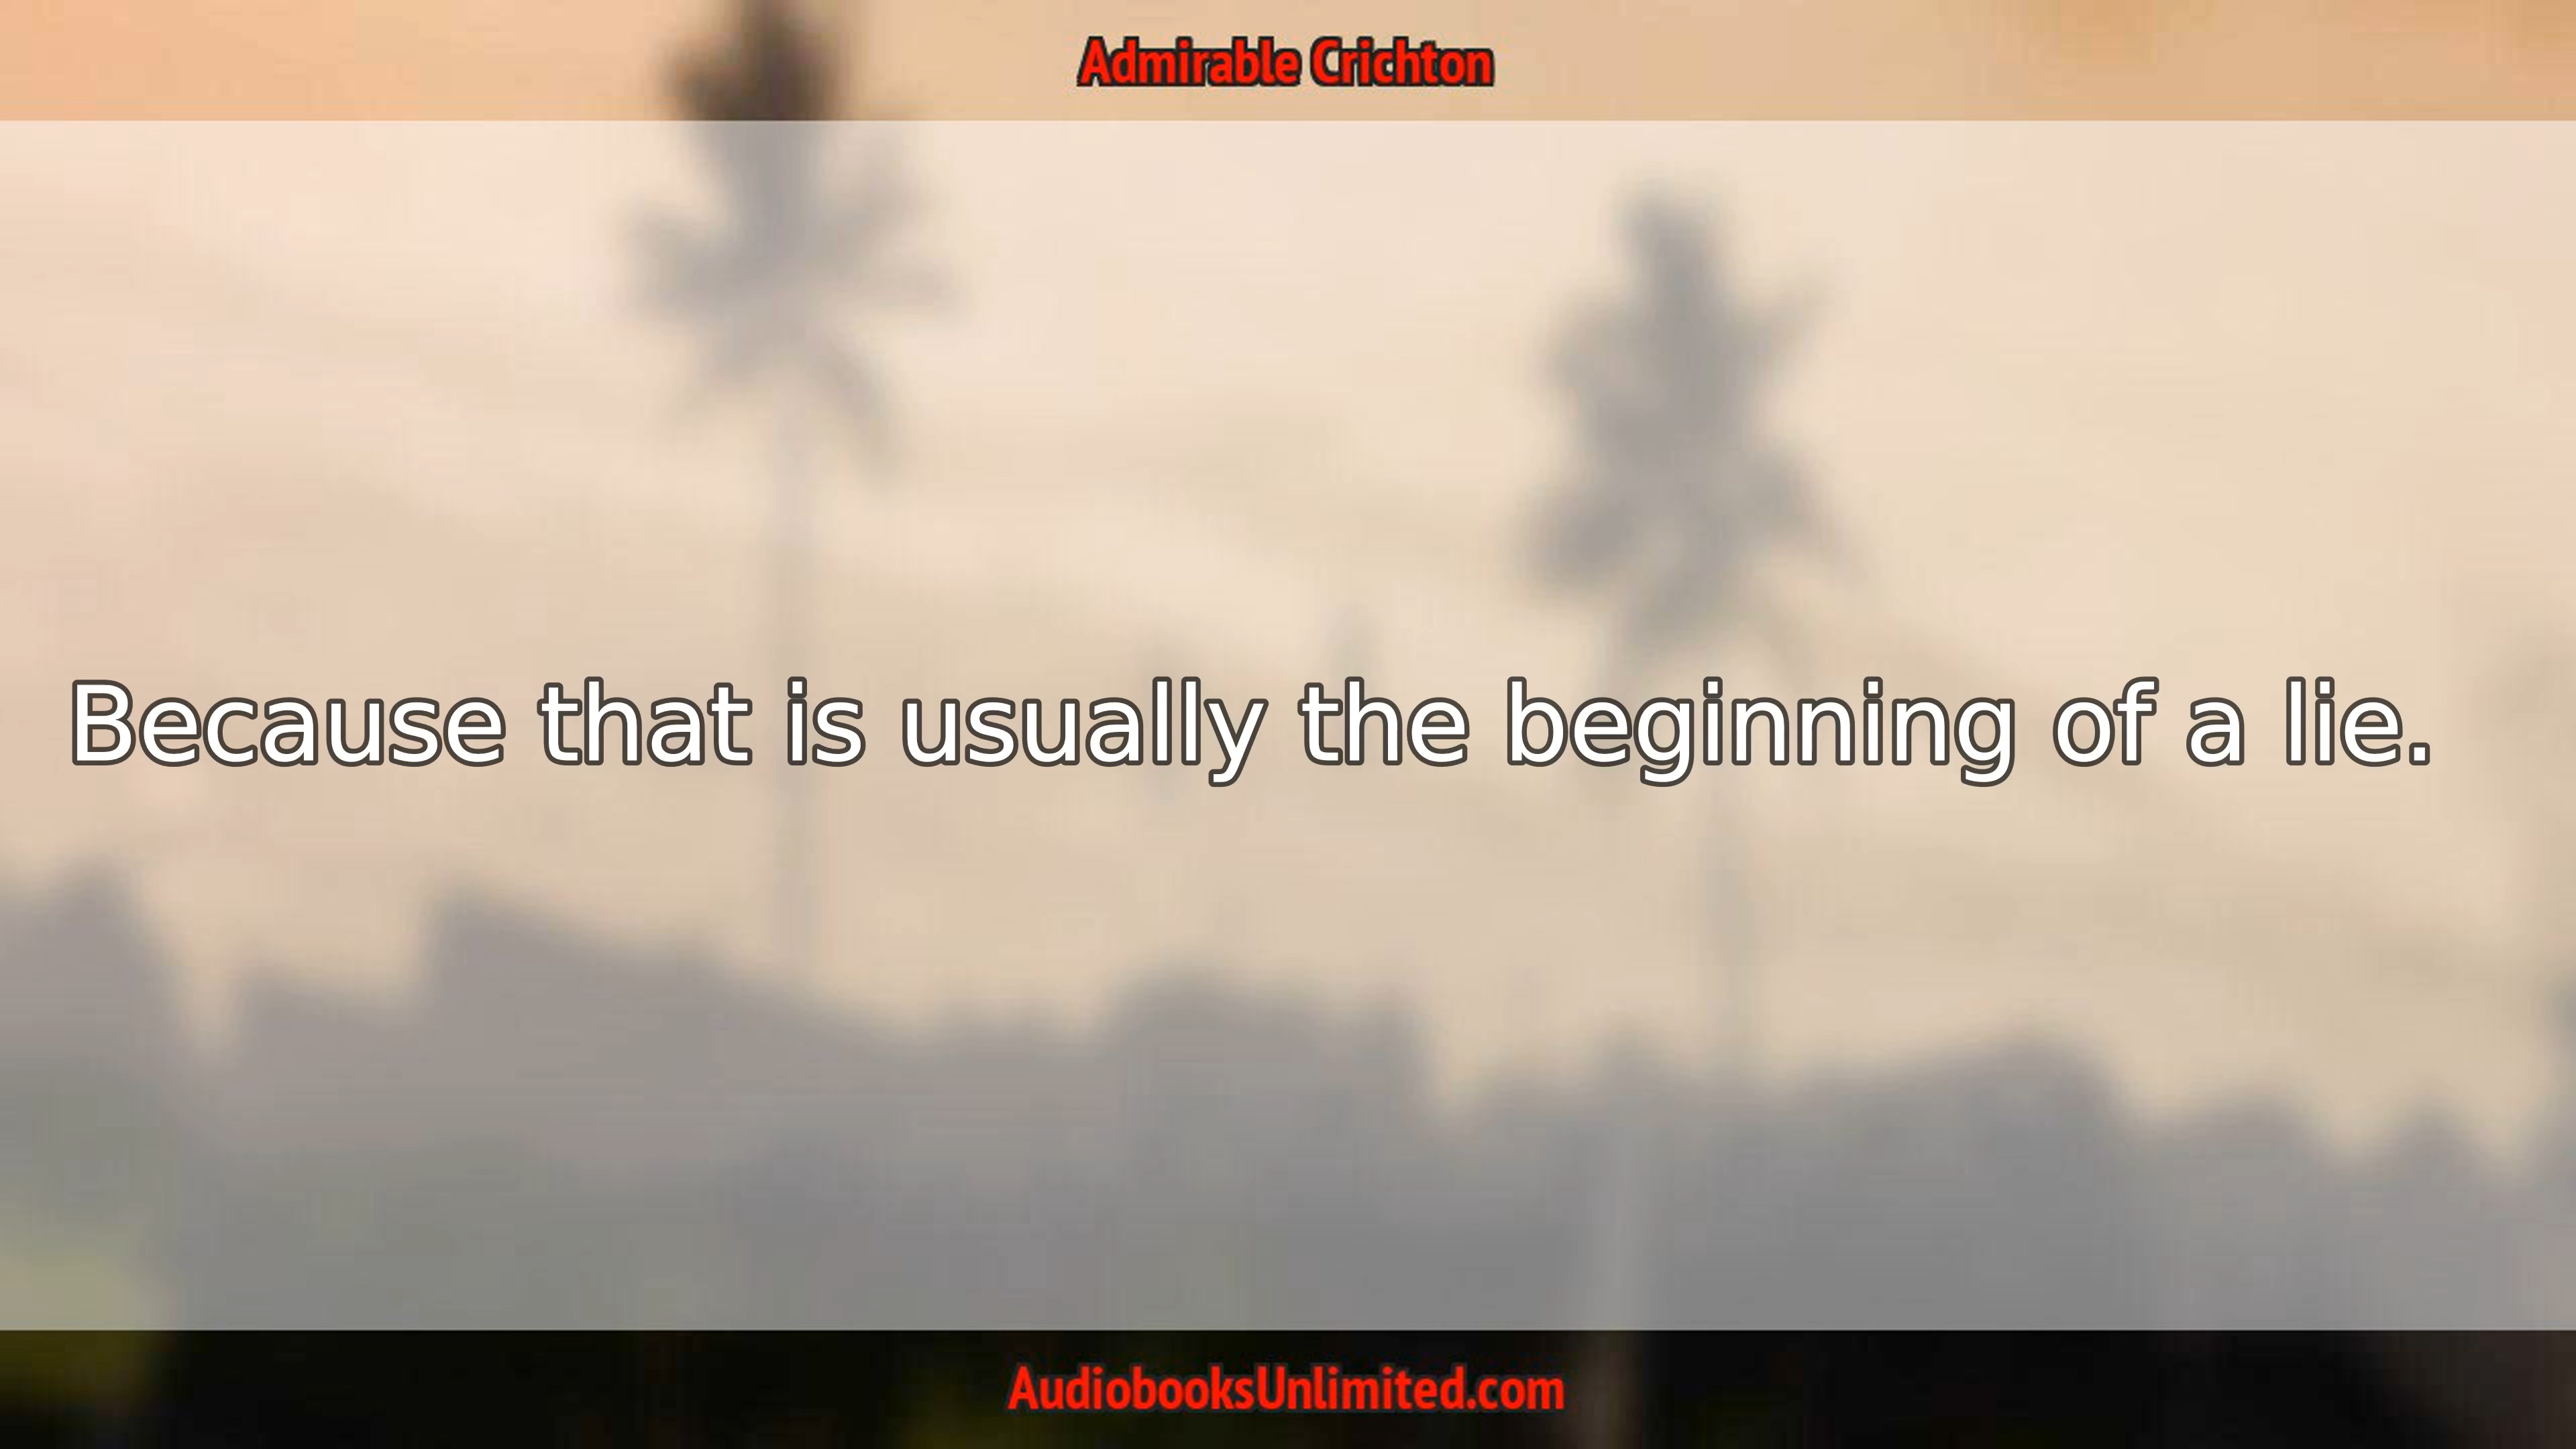 Admirable Crichton
Because that is usually the beginning of a lie.
AudiobooksUnlimited.com